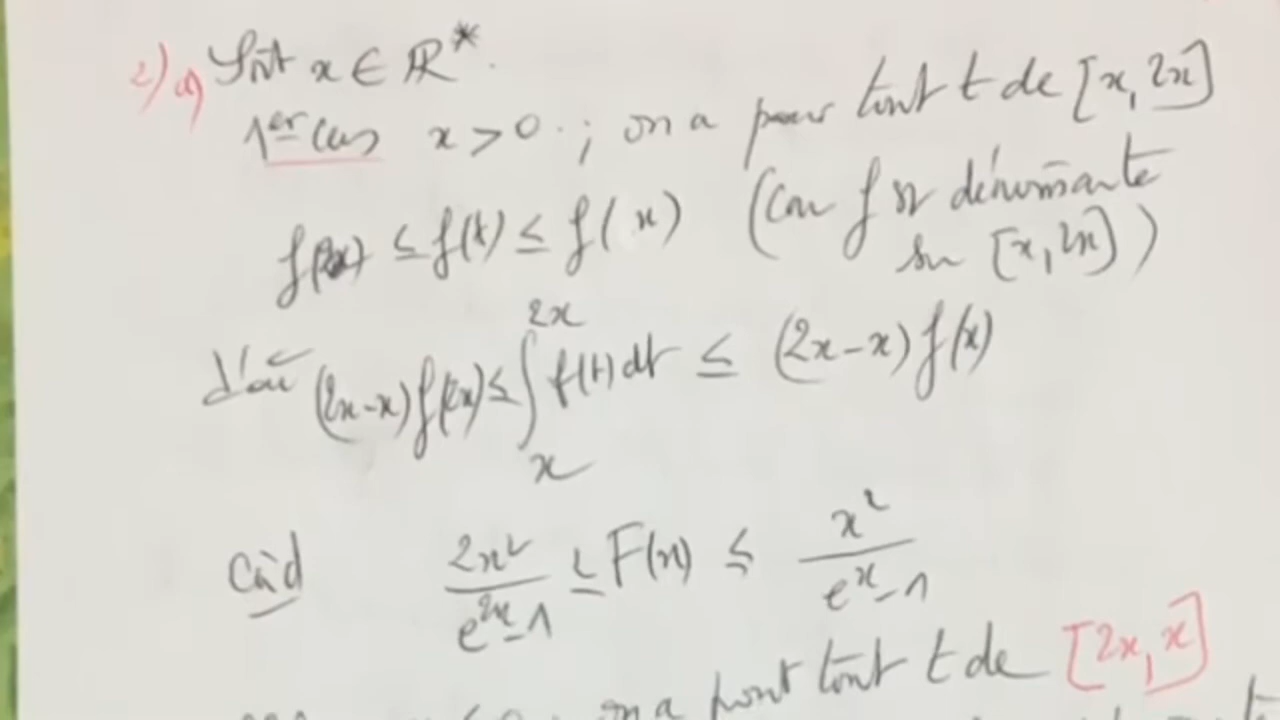 2) a) Soit x ∈ ℝ*.
1er cas x > 0 ; on a pour tout t de [x, 2x]
f(2x) ≤ f(t) ≤ f(x) (car f est décroissante
sur [x, 2x])
d'où (2x-x)f(2x) ≤ ∫_x^{2x} f(t) dt ≤ (2x-x) f(x)
càd 2x²/(e^{2x}-1) ≤ F(x) ≤ x²/(e^x-1)
on a pour tout t de [2x, x]